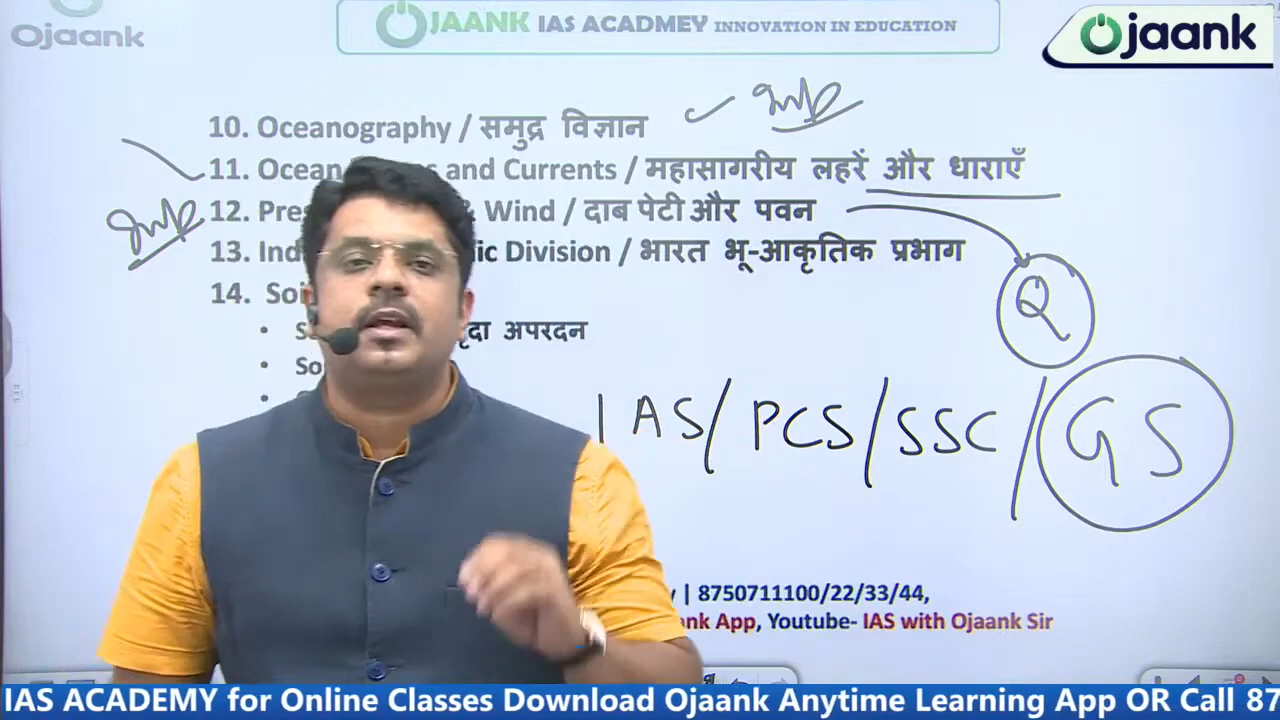 Ojaank
OJAANK IAS ACADMEY INNOVATION IN EDUCATION
Ojaank
10. Oceanography / समुद्र विज्ञान
Imp
11. Ocean and Currents / महासागरीय लहरें और धाराएँ
Imp
12. Pre & Wind / दाब पेटी और पवन
13. Ind ic Division / भारत भू-आकृतिक प्रभाग
Q
14. Soi
• S दा अपरदन
• So
•
IAS/PCS/SSC/GS
| 8750711100/22/33/44,
nk App, Youtube- IAS with Ojaank Sir
IAS ACADEMY for Online Classes Download Ojaank Anytime Learning App OR Call 87